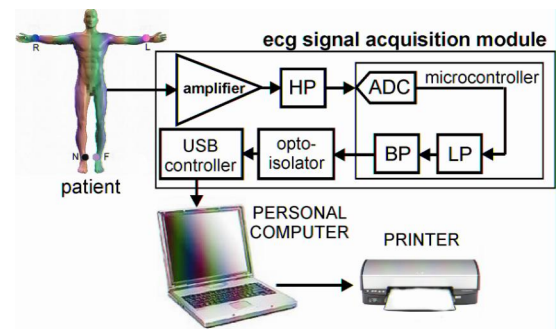 ecg signal acquisition module
R
L
amplifier
HP
ADC
microcontroller
USB
controller
opto-
isolator
BP
LP
N
F
patient
PERSONAL
COMPUTER
PRINTER